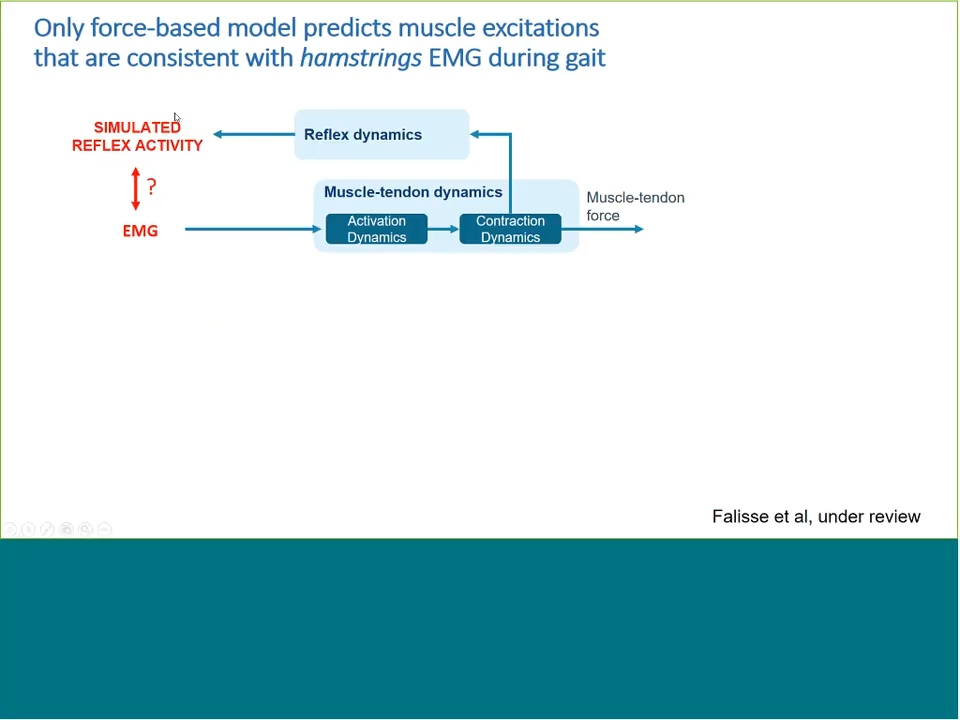 Only force-based model predicts muscle excitations
that are consistent with hamstrings EMG during gait
SIMULATED
REFLEX ACTIVITY
Reflex dynamics
?
Muscle-tendon dynamics
Muscle-tendon
force
EMG
Activation
Dynamics
Contraction
Dynamics
Falisse et al, under review